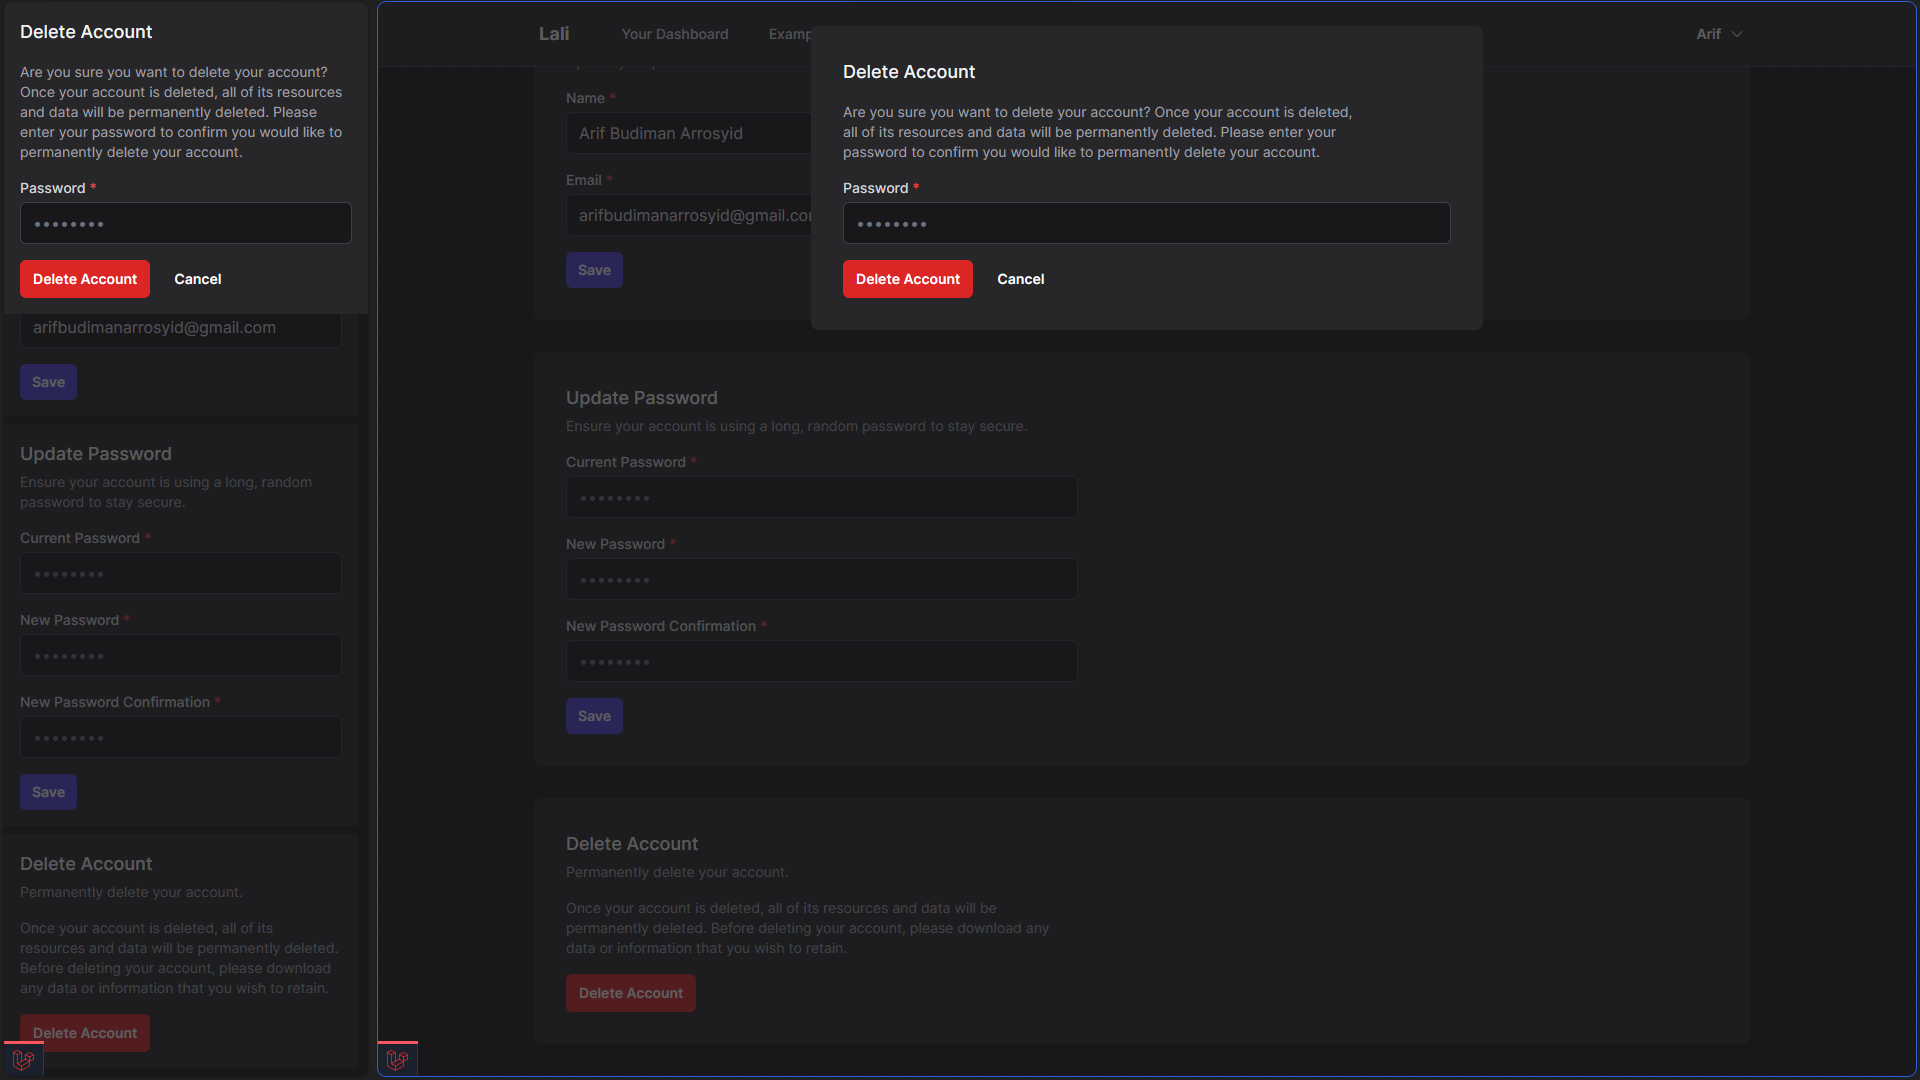 Delete Account
Are you sure you want to delete your account?
Once your account is deleted, all of its resources
and data will be permanently deleted. Please
enter your password to confirm you would like to
permanently delete your account.
Password *
••••••••
Delete Account
Cancel
arifbudimanarrosyid@gmail.com
Save
Update Password
Ensure your account is using a long, random
password to stay secure.
Current Password *
••••••••
New Password *
••••••••
New Password Confirmation *
••••••••
Save
Delete Account
Permanently delete your account.
Once your account is deleted, all of its
resources and data will be permanently deleted.
Before deleting your account, please download
any data or information that you wish to retain.
Delete Account
Lali
Your Dashboard
Examp
Arif
Name *
Arif Budiman Arrosyid
Email *
arifbudimanarrosyid@gmail.co
Save
Delete Account
Are you sure you want to delete your account? Once your account is deleted,
all of its resources and data will be permanently deleted. Please enter your
password to confirm you would like to permanently delete your account.
Password *
••••••••
Delete Account
Cancel
Update Password
Ensure your account is using a long, random password to stay secure.
Current Password *
••••••••
New Password *
••••••••
New Password Confirmation *
••••••••
Save
Delete Account
Permanently delete your account.
Once your account is deleted, all of its resources and data will be
permanently deleted. Before deleting your account, please download any
data or information that you wish to retain.
Delete Account